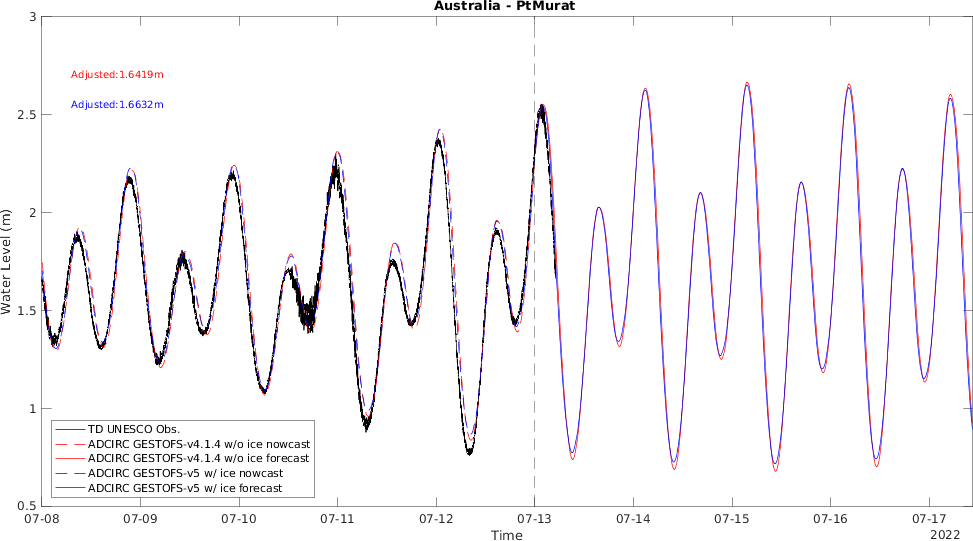 Australia - PtMurat
Adjusted:1.6419m
Adjusted:1.6632m
3
2.5
2
1.5
1
0.5
Water Level (m)
TD UNESCO Obs.
ADCIRC GESTOFS-v4.1.4 w/o ice nowcast
ADCIRC GESTOFS-v4.1.4 w/o ice forecast
ADCIRC GESTOFS-v5 w/ ice nowcast
ADCIRC GESTOFS-v5 w/ ice forecast
07-08 07-09 07-10 07-11 07-12 07-13 07-14 07-15 07-16 07-17
2022
Time